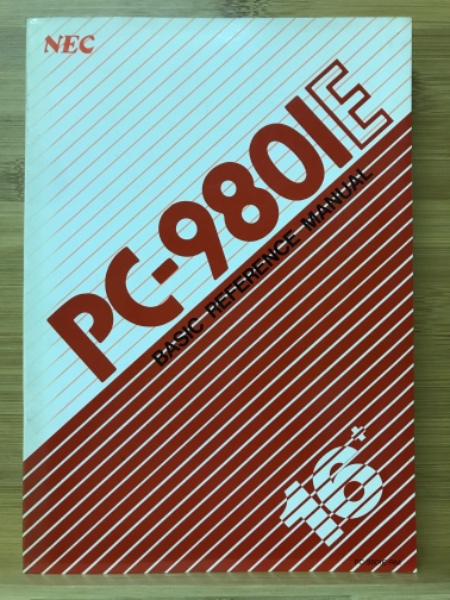 NEC
PC-9801E
BASIC REFERENCE MANUAL
16+